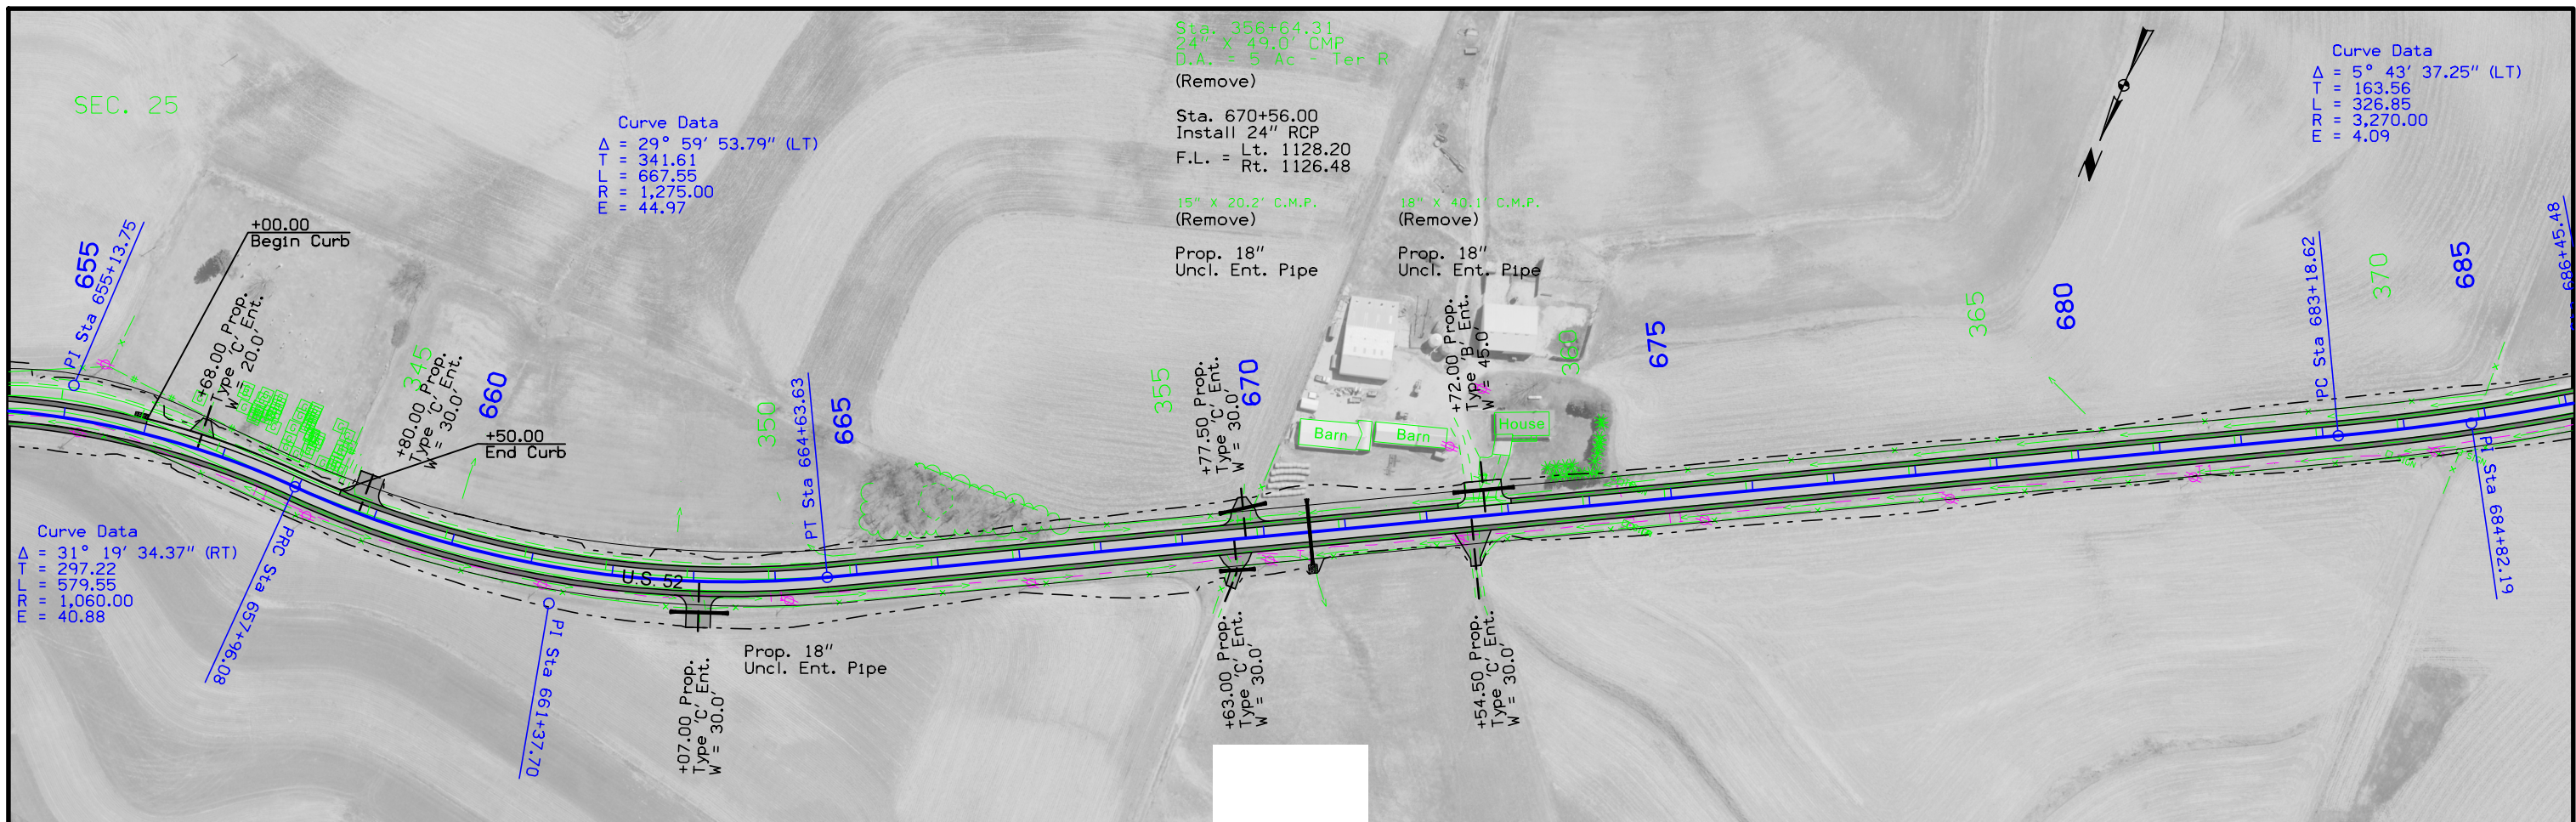 SEC. 25
Curve Data
Δ = 29° 59' 53.79" (LT)
T = 341.61
L = 667.55
R = 1,275.00
E = 44.97
Sta. 356+64.31
24" X 49.0' CMP
D.A. = 5 Ac - Ter R
(Remove)
Sta. 670+56.00
Install 24" RCP
F.L. = Lt. 1128.20
Rt. 1126.48
15" X 20.2' C.M.P.
(Remove)
Prop. 18"
Uncl. Ent. Pipe
18" X 40.1' C.M.P.
(Remove)
Prop. 18"
Uncl. Ent. Pipe
Curve Data
Δ = 5° 43' 37.25" (LT)
T = 163.56
L = 326.85
R = 3,270.00
E = 4.09
655
PI Sta 655+13.75
+00.00
Begin Curb
+68.00 Prop.
Type 'C' Ent.
W = 20.0'
345
+80.00 Prop.
Type 'C' Ent.
W = 30.0'
660
+50.00
End Curb
350
PT Sta 664+63.63
665
355
+77.50 Prop.
Type 'C' Ent.
W = 30.0'
670
Barn
Barn
+72.00 Prop.
Type 'B' Ent.
W = 45.0'
House
360
675
365
680
PC Sta 683+18.62
370
685
686+45.48
Curve Data
Δ = 31° 19' 34.37" (RT)
T = 297.22
L = 579.55
R = 1,060.00
E = 40.88
PRC Sta 657+96.08
PI Sta 661+37.70
U.S. 52
+07.00 Prop.
Type 'C' Ent.
W = 30.0'
Prop. 18"
Uncl. Ent. Pipe
+63.00 Prop.
Type 'C' Ent.
W = 30.0'
+54.50 Prop.
Type 'C' Ent.
W = 30.0'
PI Sta 684+82.19